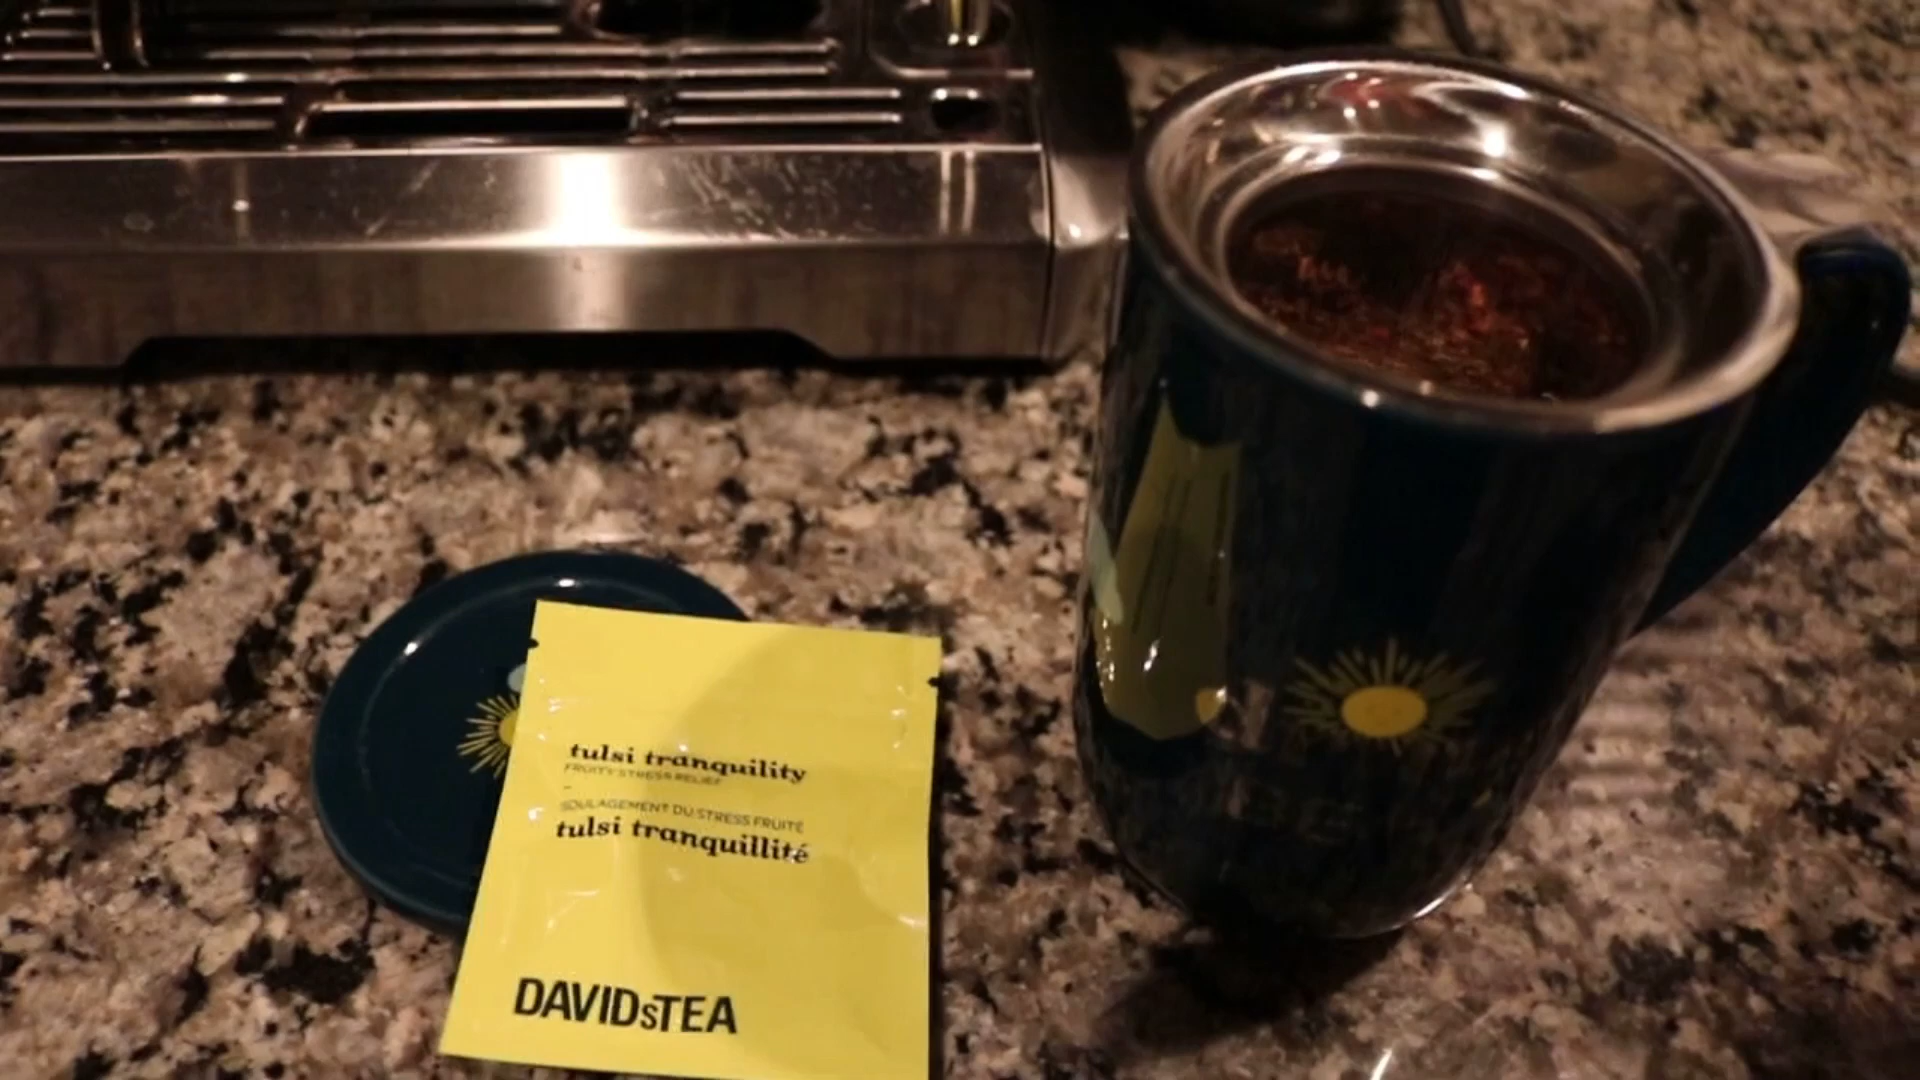 tulsi tranquility
FRUITY STRESS RELIEF
-
SOULAGEMENT DU STRESS FRUITÉ
tulsi tranquillité
DAVIDsTEA